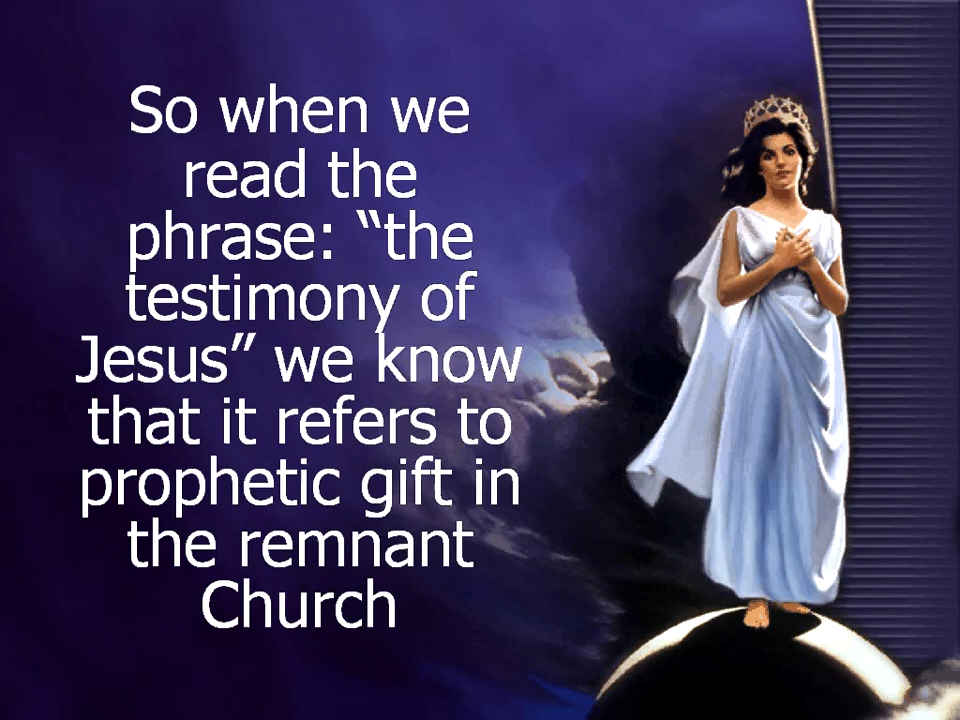 So when we
read the
phrase: “the
testimony of
Jesus” we know
that it refers to
prophetic gift in
the remnant
Church